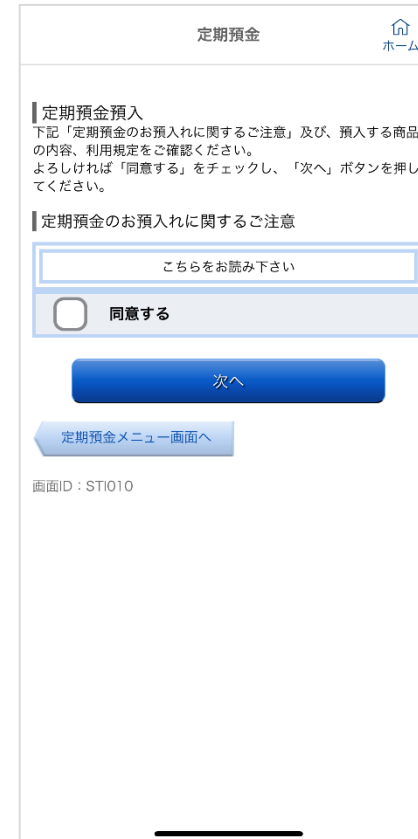 定期預金
ホーム
定期預金預入
下記「定期預金のお預入れに関するご注意」及び、預入する商品
の内容、利用規定をご確認ください。
よろしければ「同意する」をチェックし、「次へ」ボタンを押し
てください。
定期預金のお預入れに関するご注意
こちらをお読み下さい
同意する
次へ
定期預金メニュー画面へ
画面ID：STI010